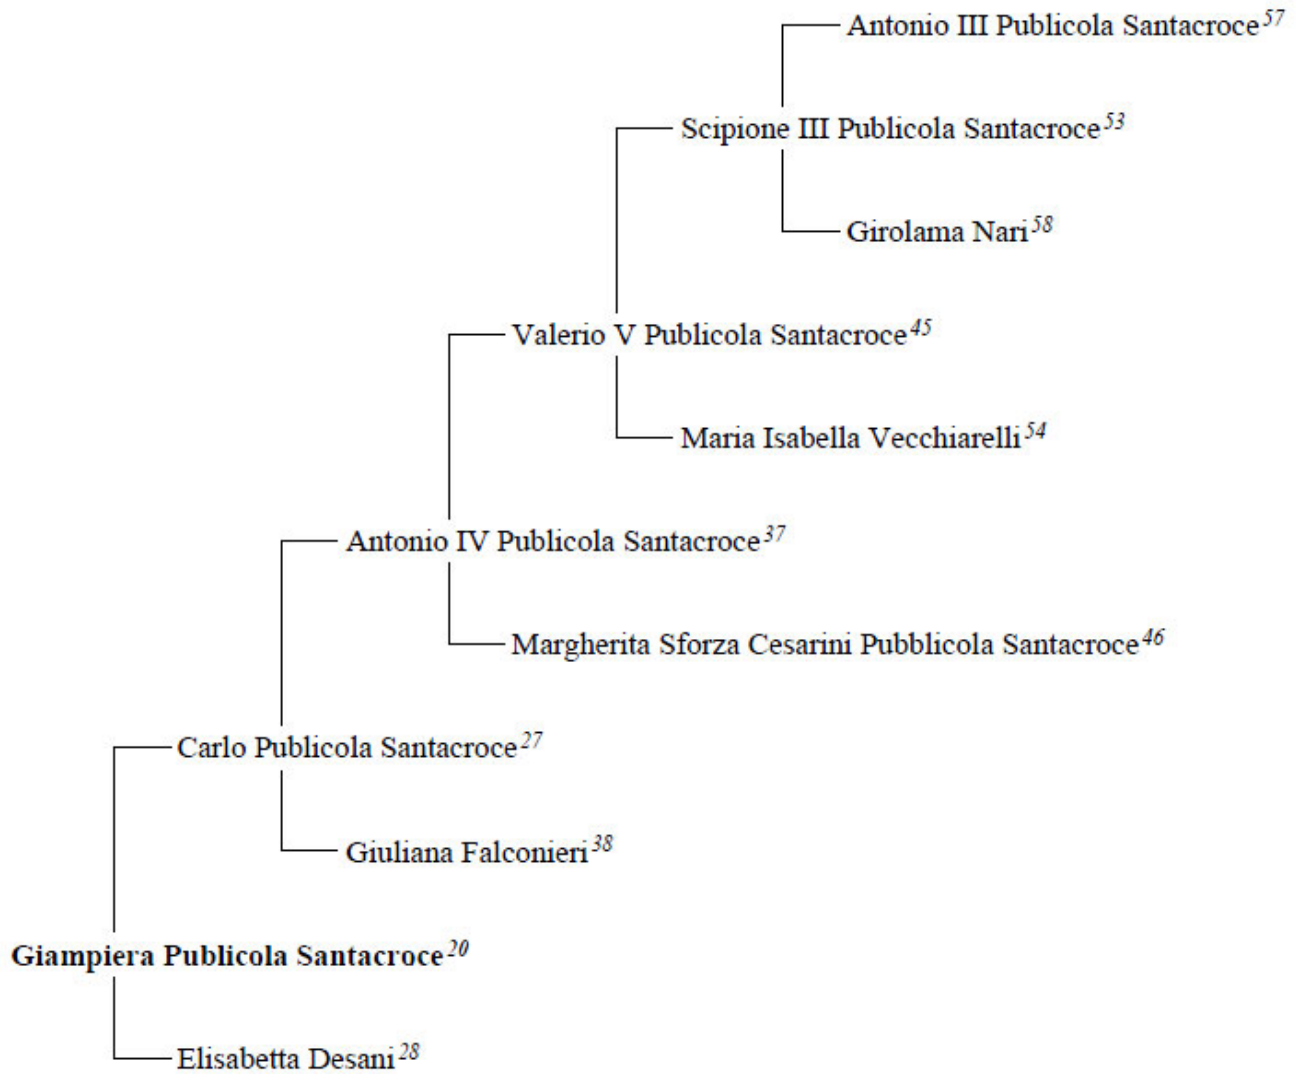 Antonio III Publicola Santacroce57
Scipione III Publicola Santacroce53
Girolama Nari58
Valerio V Publicola Santacroce45
Maria Isabella Vecchiarelli54
Antonio IV Publicola Santacroce37
Margherita Sforza Cesarini Pubblicola Santacroce46
Carlo Publicola Santacroce27
Giuliana Falconieri38
Giampiera Publicola Santacroce20
Elisabetta Desani28